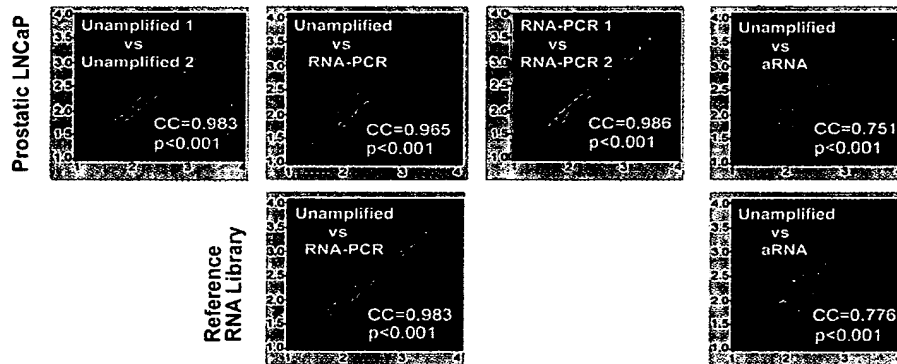 Prostatic LNCaP
Unamplified 1
vs
Unamplified 2
CC=0.983
p<0.001
Unamplified
vs
RNA-PCR
CC=0.965
p<0.001
RNA-PCR 1
vs
RNA-PCR 2
CC=0.986
p<0.001
Unamplified
vs
aRNA
CC=0.751
p<0.001
Reference
RNA Library
Unamplified
vs
RNA-PCR
CC=0.983
p<0.001
Unamplified
vs
aRNA
CC=0.776
p<0.001